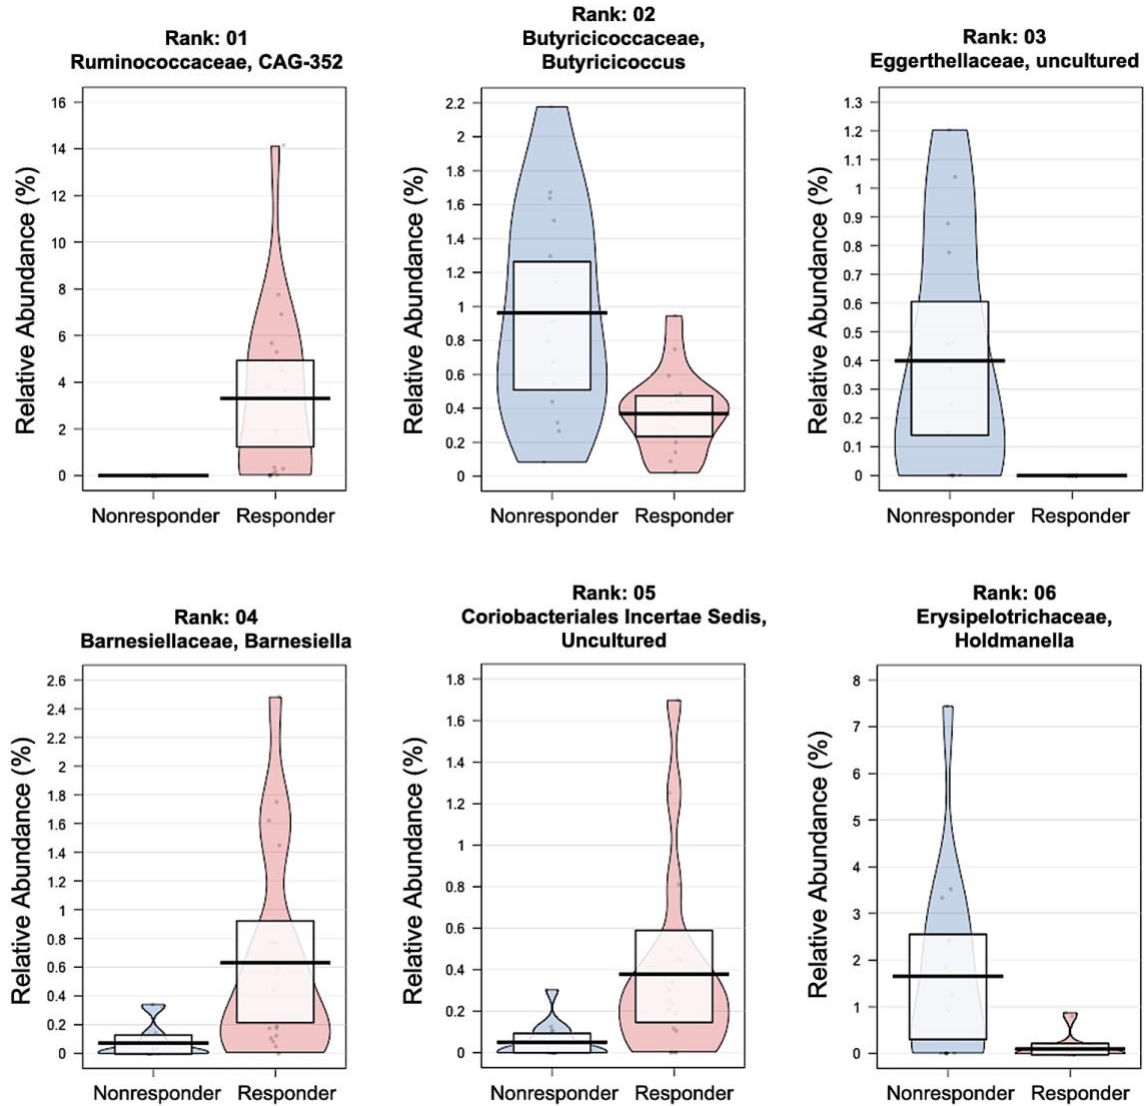 Rank: 01
Ruminococcaceae, CAG-352
Relative Abundance (%)
16
14
12
10
8
6
4
2
0
Nonresponder
Responder
Rank: 02
Butyricicoccaceae,
Butyricicoccus
Relative Abundance (%)
2.2
2
1.8
1.6
1.4
1.2
1
0.8
0.6
0.4
0.2
0
Nonresponder
Responder
Rank: 03
Eggerthellaceae, uncultured
Relative Abundance (%)
1.3
1.2
1.1
1
0.9
0.8
0.7
0.6
0.5
0.4
0.3
0.2
0.1
0
Nonresponder
Responder
Rank: 04
Barnesiellaceae, Barnesiella
Relative Abundance (%)
2.6
2.4
2.2
2
1.8
1.6
1.4
1.2
1
0.8
0.6
0.4
0.2
0
Nonresponder
Responder
Rank: 05
Coriobacteriales Incertae Sedis,
Uncultured
Relative Abundance (%)
1.8
1.6
1.4
1.2
1
0.8
0.6
0.4
0.2
0
Nonresponder
Responder
Rank: 06
Erysipelotrichaceae,
Holdmanella
Relative Abundance (%)
8
7
6
5
4
3
2
1
0
Nonresponder
Responder